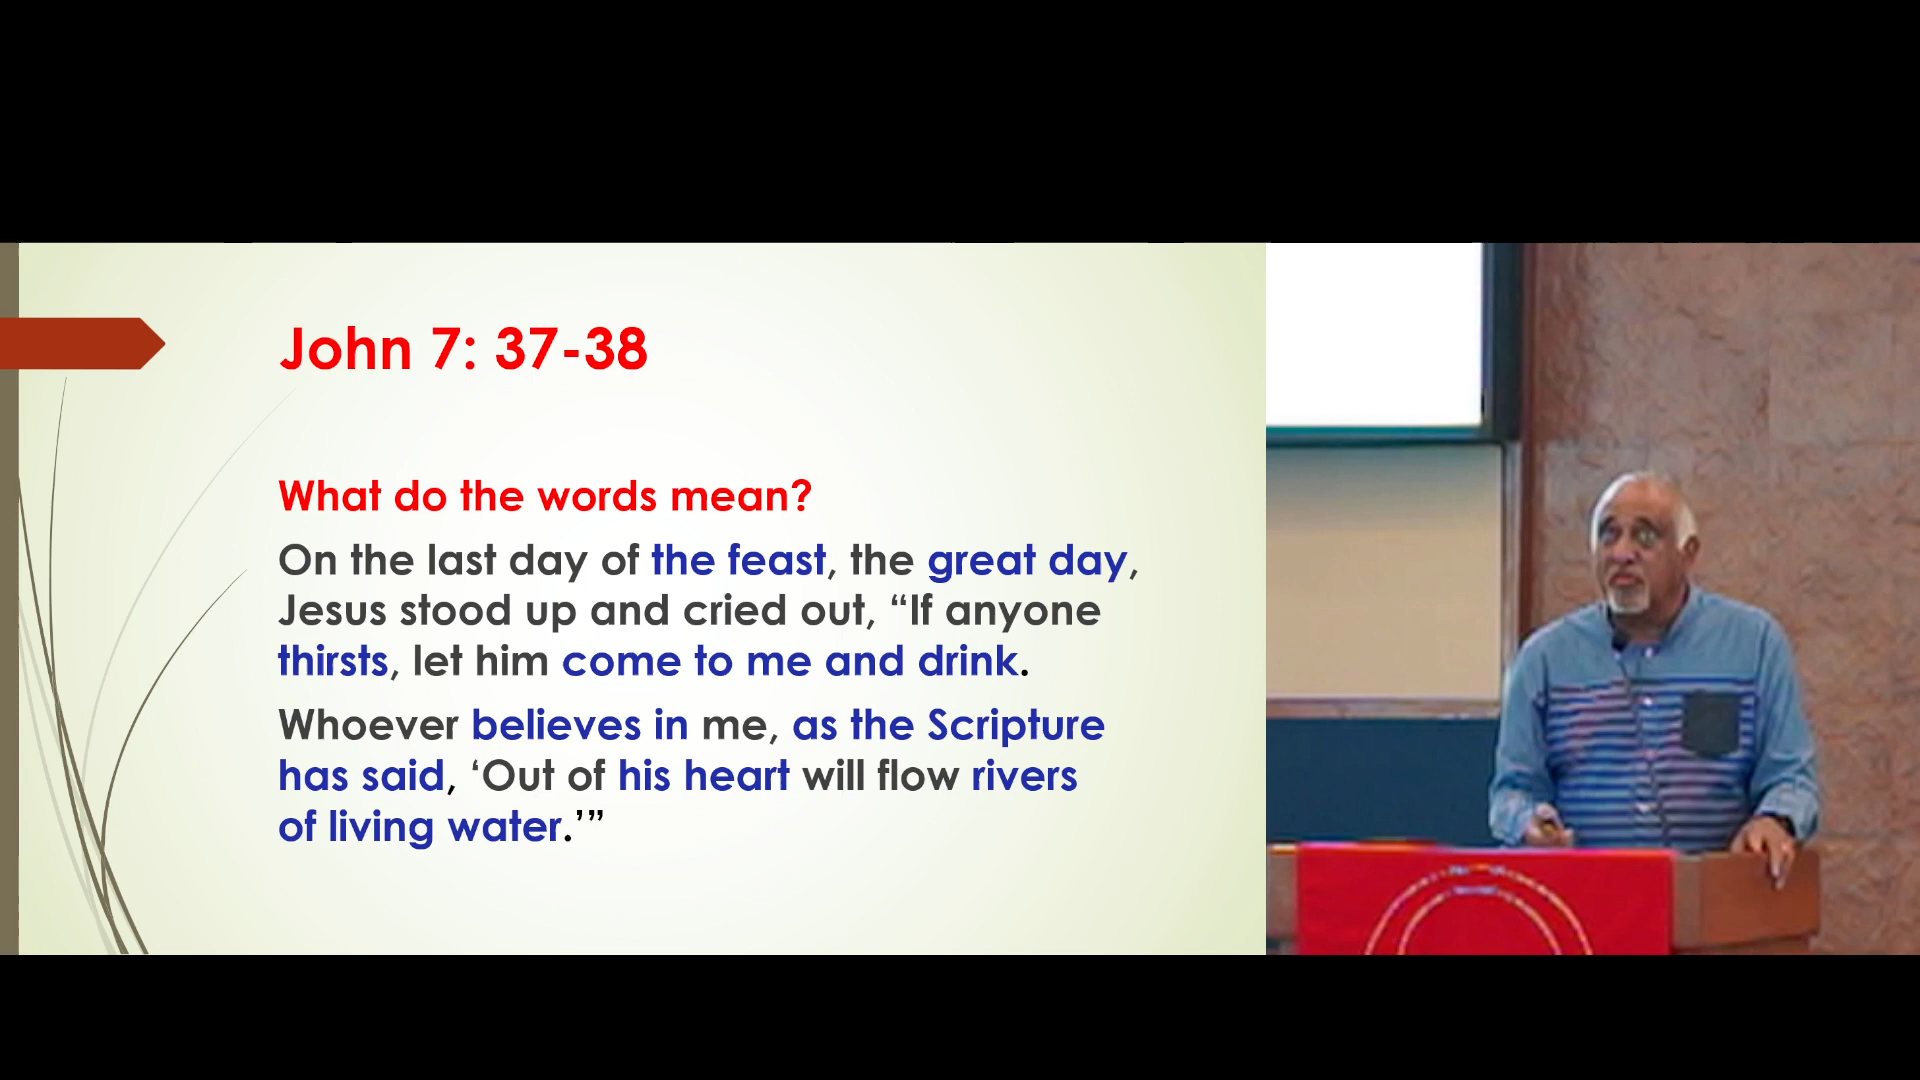 John 7: 37-38
What do the words mean?
On the last day of the feast, the great day,
Jesus stood up and cried out, “If anyone
thirsts, let him come to me and drink.
Whoever believes in me, as the Scripture
has said, ‘Out of his heart will flow rivers
of living water.’”